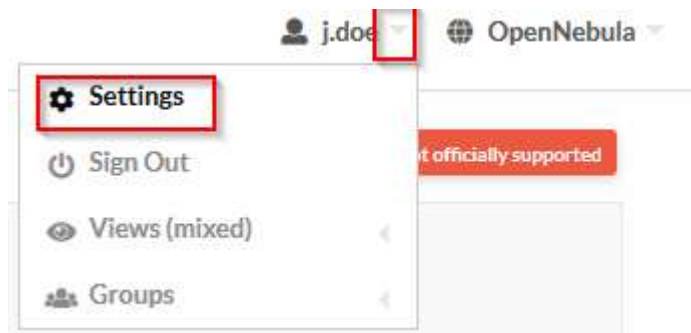 j.doe OpenNebula
Settings
Sign Out
officially supported
Views (mixed)
Groups